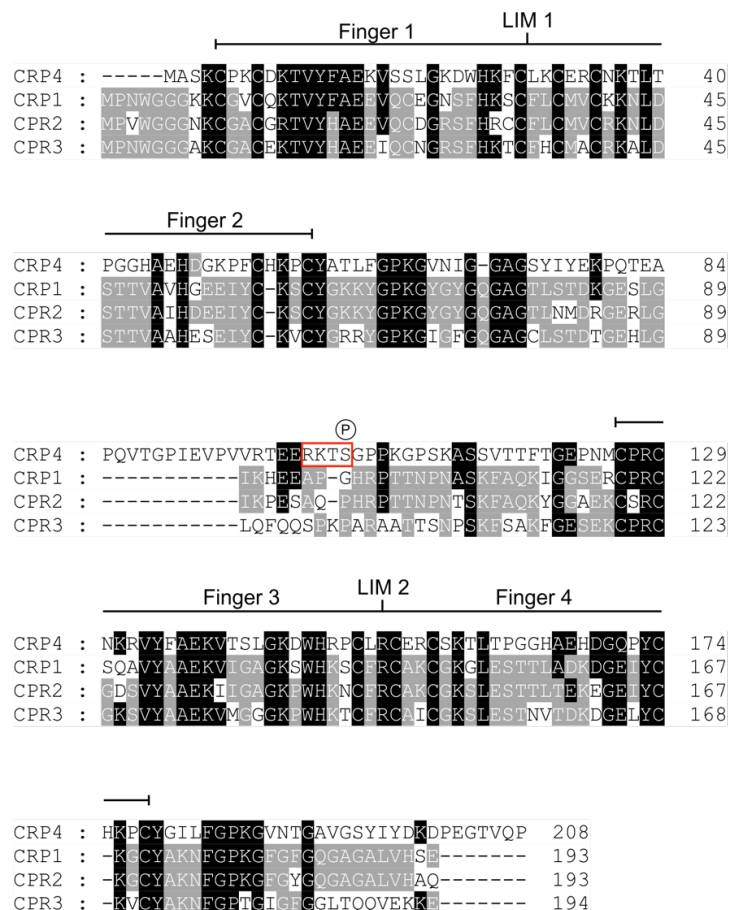 Finger 1 LIM 1
CRP4 : -----MASKCPKCDKTVYFAEKVSSLGKDWHKFCLKCERCNKTLT 40
CRP1 : MPNWGGGKKCGVCQKTVYFAEEVQCEGNSFHKSCFLCMVCKKNLD 45
CPR2 : MPVWGGGNKCGACGRTVYHAEEVQCDGRSFHRCCFLCMVCRKNLD 45
CPR3 : MPNWGGGAKCGACEKTVYHAEEIQCNGRSFHKTCFHCMACRKALD 45
Finger 2
CRP4 : PGGHAEHDGKPFCHKPCYATLFGPKGVNIG-GAGSYIYEKPQTEA 84
CRP1 : STTVAVHGEEIYC-KSCYGKKYGPKGYGYGQGAGTLSTDKGESLG 89
CPR2 : STTVAIHDEEIYC-KSCYGKKYGPKGYGYGQGAGTLNMDRGERLG 89
CPR3 : STTVAAHESEIYC-KVCYGRRYGPKGIGFGQGAGCLSTDTGEHLG 89
P
CRP4 : PQVTGPIEVPVVRTEERKTSGPPKGPSKASSVTTFTGEPNMCPRC 129
CRP1 : -----------IKHEEAP-GHRPTTNPNASKFAQKIGGSERCPRC 122
CPR2 : -----------IKPESAQ-PHRPTTNPNTSKFAQKYGGAEKCSRC 122
CPR3 : -----------LQFQQSPKPARAATTSNPSKFSAKFGESEKCPRC 123
Finger 3 LIM 2 Finger 4
CRP4 : NKRVYFAEKVTSLGKDWHRPCLRCERCSKTLTPGGHAEHDGQPYC 174
CRP1 : SQAVYAAEKVIGAGKSWHKSCFRCAKCGKGLESTTLADKDGEIYC 167
CPR2 : GDSVYAAEKIIGAGKPWHKNCFRCAKCGKSLESTTLTEKEGEIYC 167
CPR3 : GKSVYAAEKVMGGGKPWHKTCFRCAICGKSLESTNVTDKDGELYC 168
CRP4 : HKPCYGILFGPKGVNTGAVGSYIYDKDPEGTVQP 208
CRP1 : -KGCYAKNFGPKGFGFGQGAGALVHSE------- 193
CPR2 : -KGCYAKNFGPKGFGYGQGAGALVHAQ------- 193
CPR3 : -KVCYAKNFGPTGIGFGGLTQQVEKKE------- 194